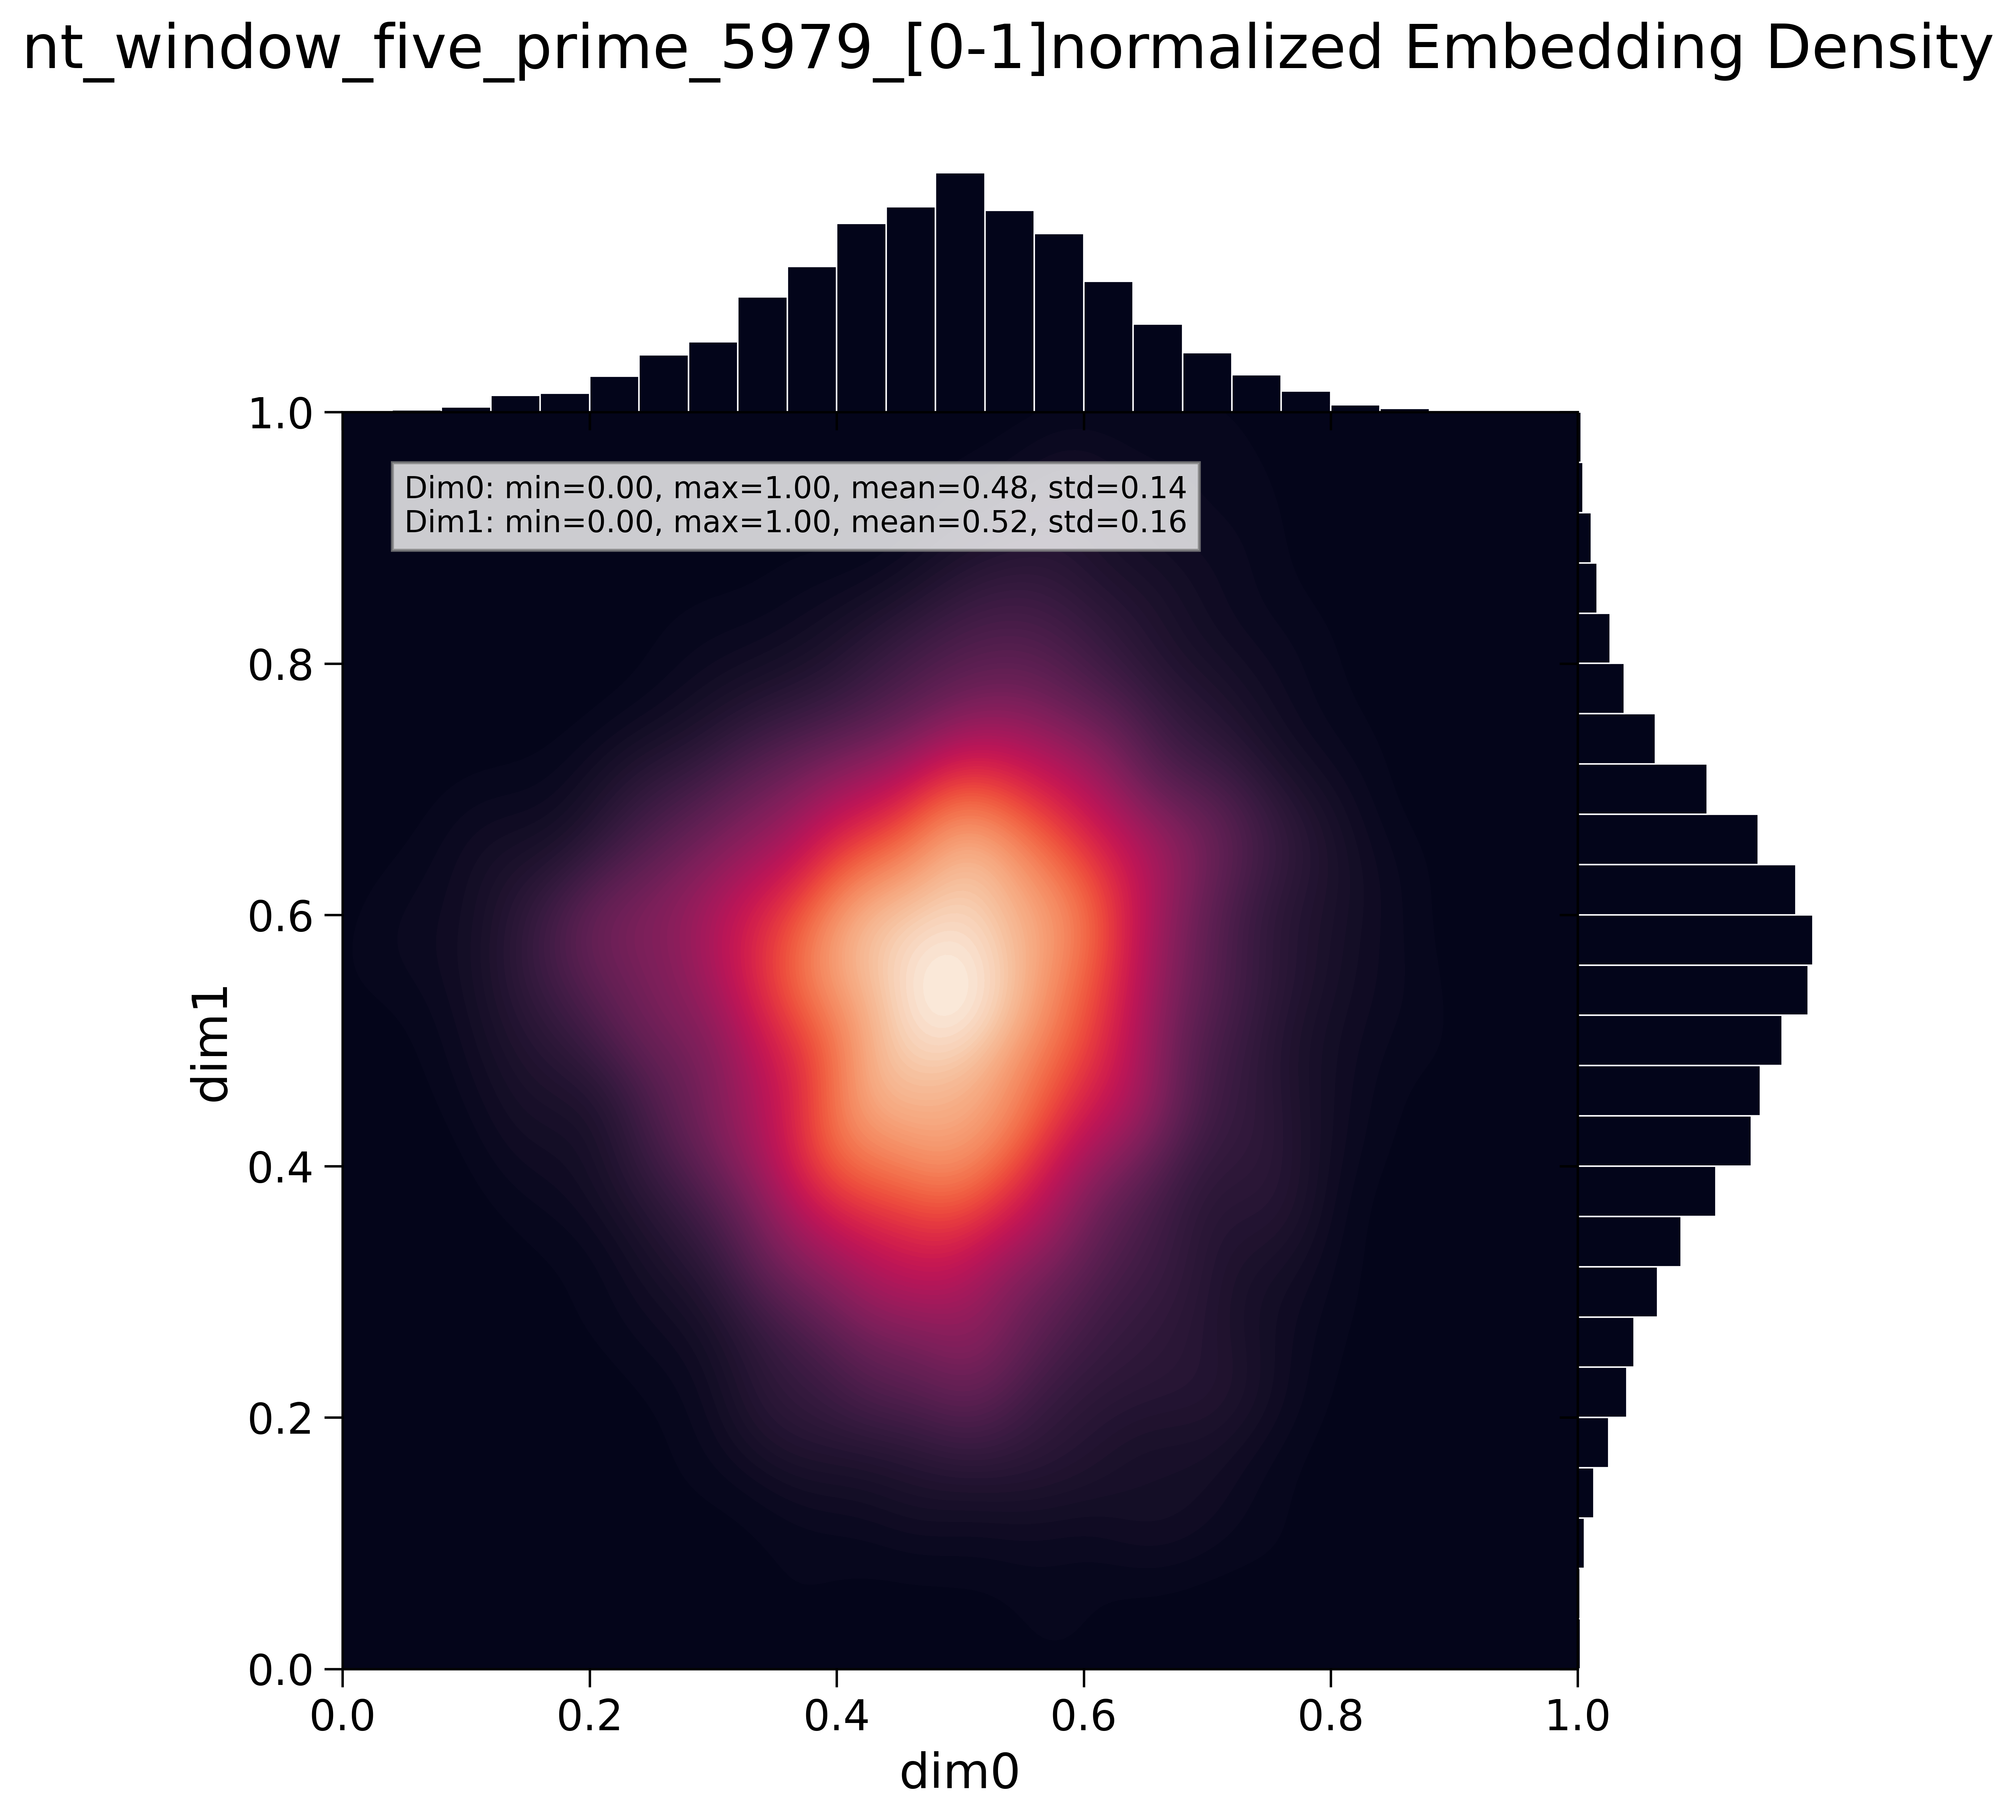 nt_window_five_prime_5979_[0-1]normalized Embedding Density
Dim0: min=0.00, max=1.00, mean=0.48, std=0.14
Dim1: min=0.00, max=1.00, mean=0.52, std=0.16
1.0
0.8
0.6
0.4
0.2
0.0
dim1
0.0 0.2 0.4 0.6 0.8 1.0
dim0